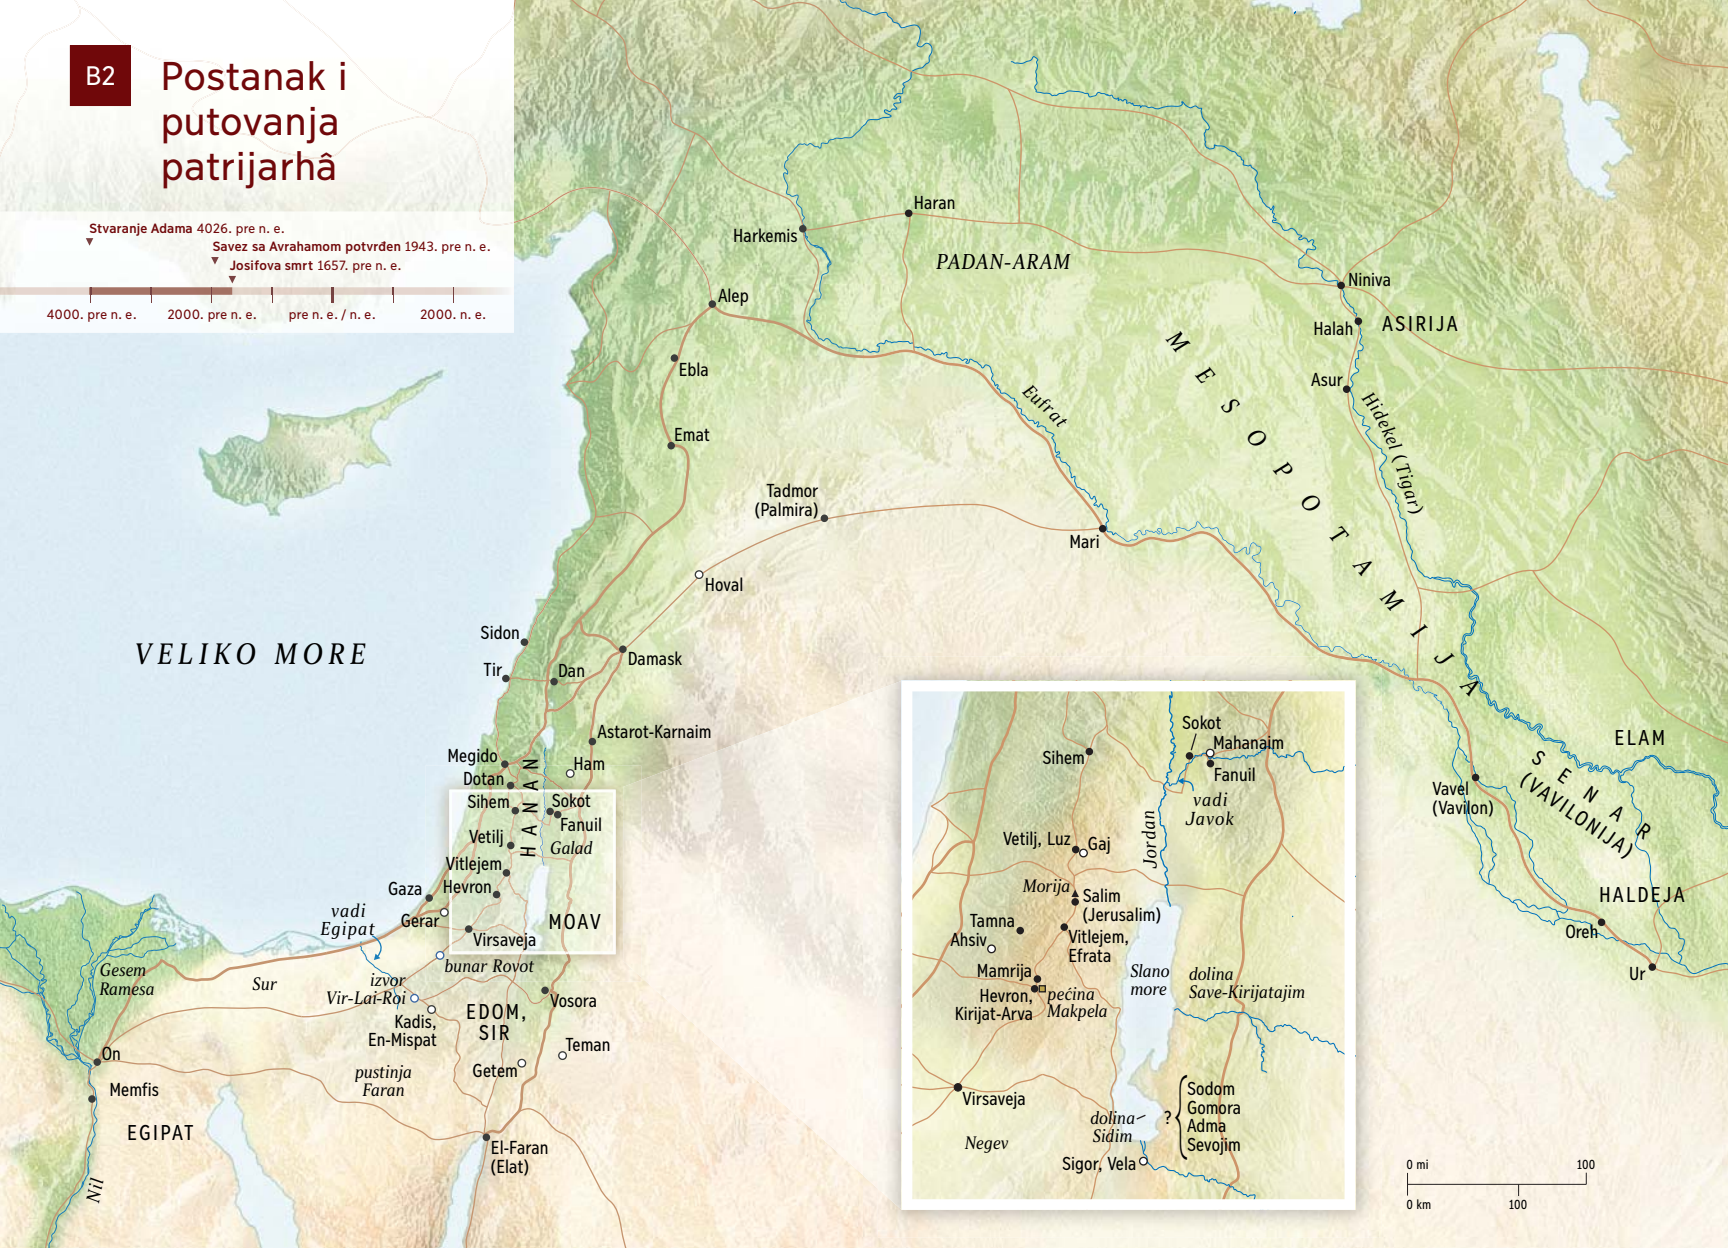 B2
Postanak i
putovanja
patrijarhâ
Stvaranje Adama 4026. pre n. e.
Savez sa Avrahamom potvrđen 1943. pre n. e.
Josifova smrt 1657. pre n. e.
4000. pre n. e.
2000. pre n. e.
pre n. e. / n. e.
2000. n. e.
Haran
Harkemis
PADAN-ARAM
Niniva
Alep
Halah
ASIRIJA
Ebla
Asur
Eufrat
Hidekel (Tigar)
MESOPOTAMIJA
Emat
Tadmor
(Palmira)
Mari
Hoval
VELIKO MORE
Sidon
Damask
Tir
Dan
Astarot-Karnaim
Megido
Ham
Dotan
HANAN
Sihem
Sokot
Fanuil
Vetilj
Galad
Vitlejem
Gaza
Hevron
vadi
Egipat
Gerar
MOAV
Virsaveja
bunar Rovot
Gesem
Ramesa
Sur
izvor
Vir-Lai-Roi
Vosora
Kadis,
En-Mispat
EDOM,
SIR
Teman
On
Getem
pustinja
Faran
Memfis
EGIPAT
El-Faran
(Elat)
Nil
ELAM
SENAR
(VAVILONIJA)
Vavel
(Vavilon)
HALDEJA
Oreh
Ur
Sokot
Mahanaim
Sihem
Fanuil
vadi
Javok
Jordan
Vetilj, Luz
Gaj
Morija
Salim
(Jerusalim)
Tamna
Ahsiv
Vitlejem,
Efrata
Mamrija
Slano
more
dolina
Save-Kirijatajim
Hevron,
Kirijat-Arva
pećina
Makpela
Virsaveja
Negev
dolina
Sidim
?
Sodom
Gomora
Adma
Sevojim
Sigor, Vela
0 mi
100
0 km
100